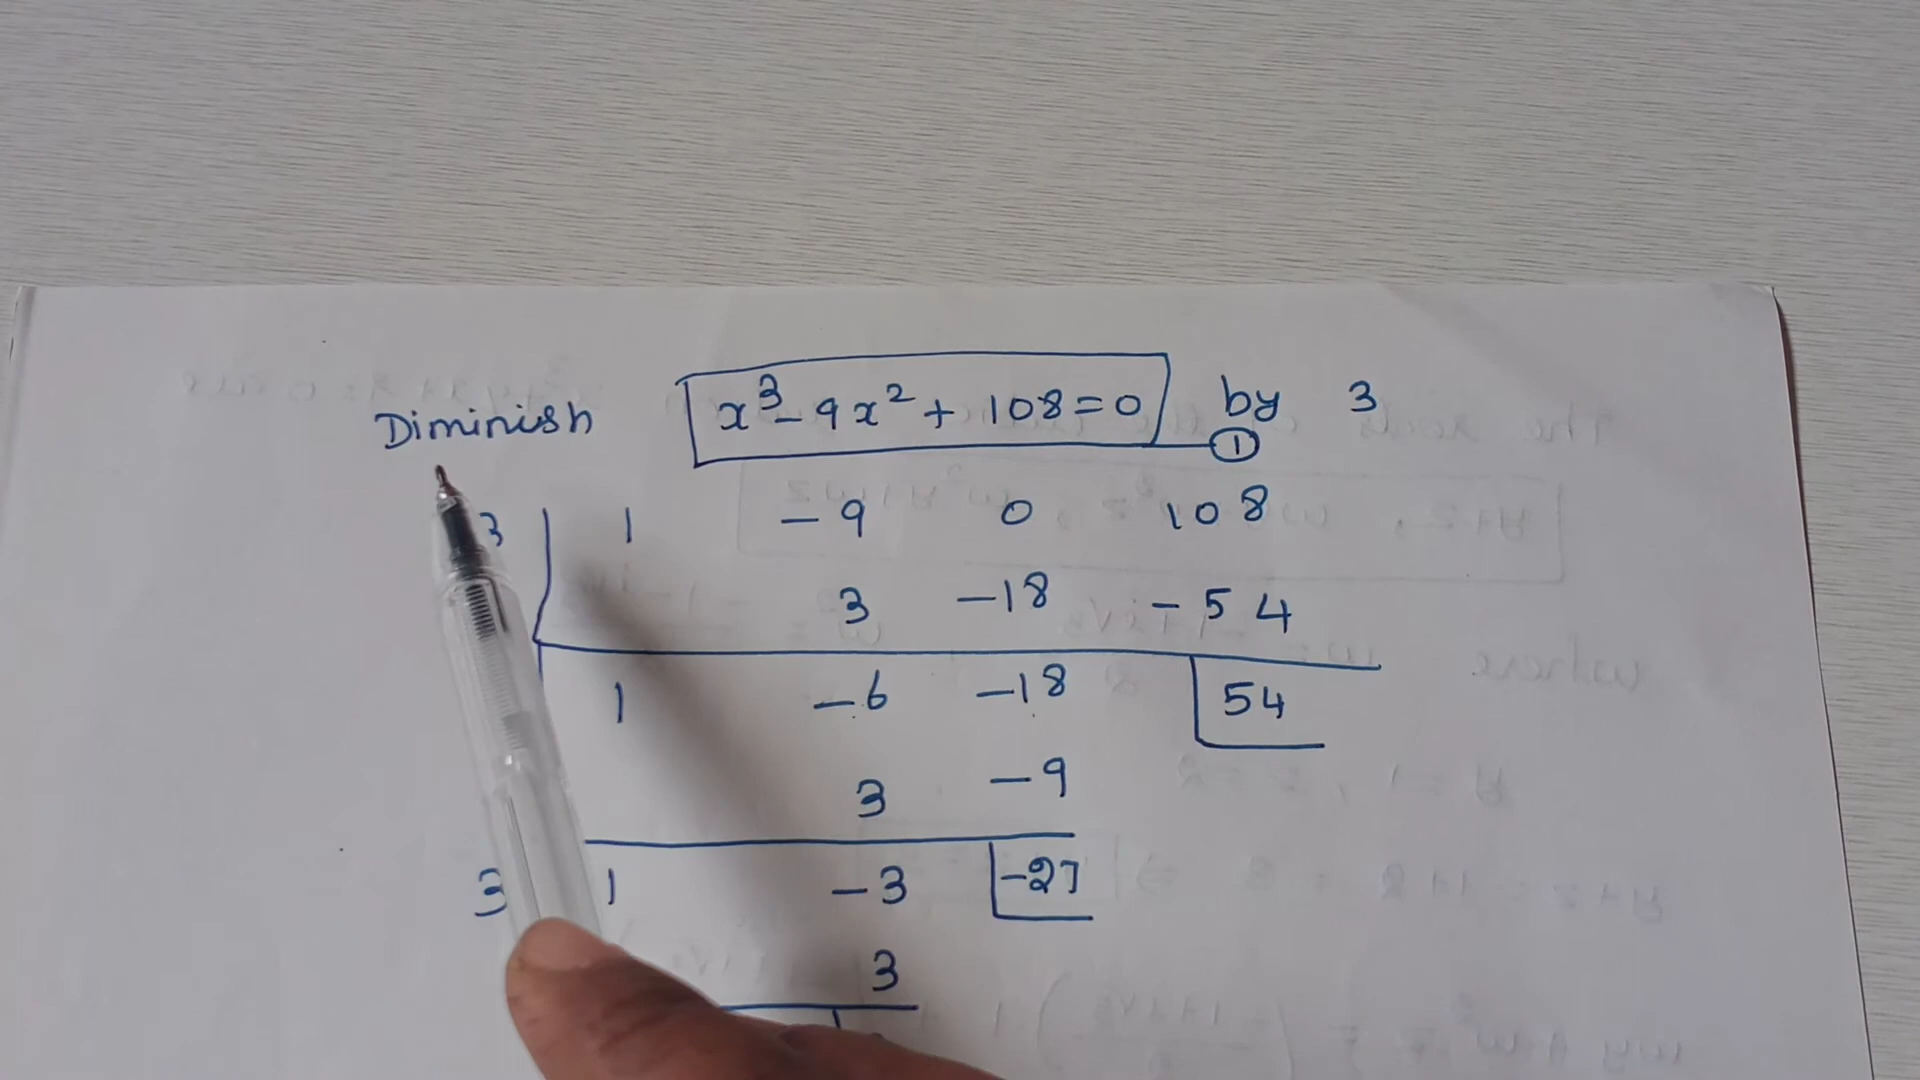 Diminish x³ - 9x² + 108 = 0 by 3
①
3 1 -9 0 108
3 -18 -54
1 -6 -18 54
3 -9
3 1 -3 -27
3